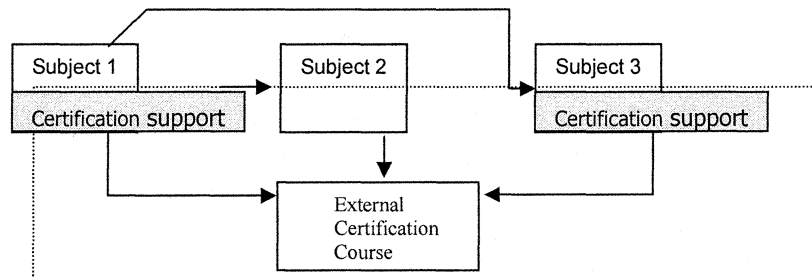 Subject 1
Subject 2
Subject 3
Certification support
Certification support
External
Certification
Course